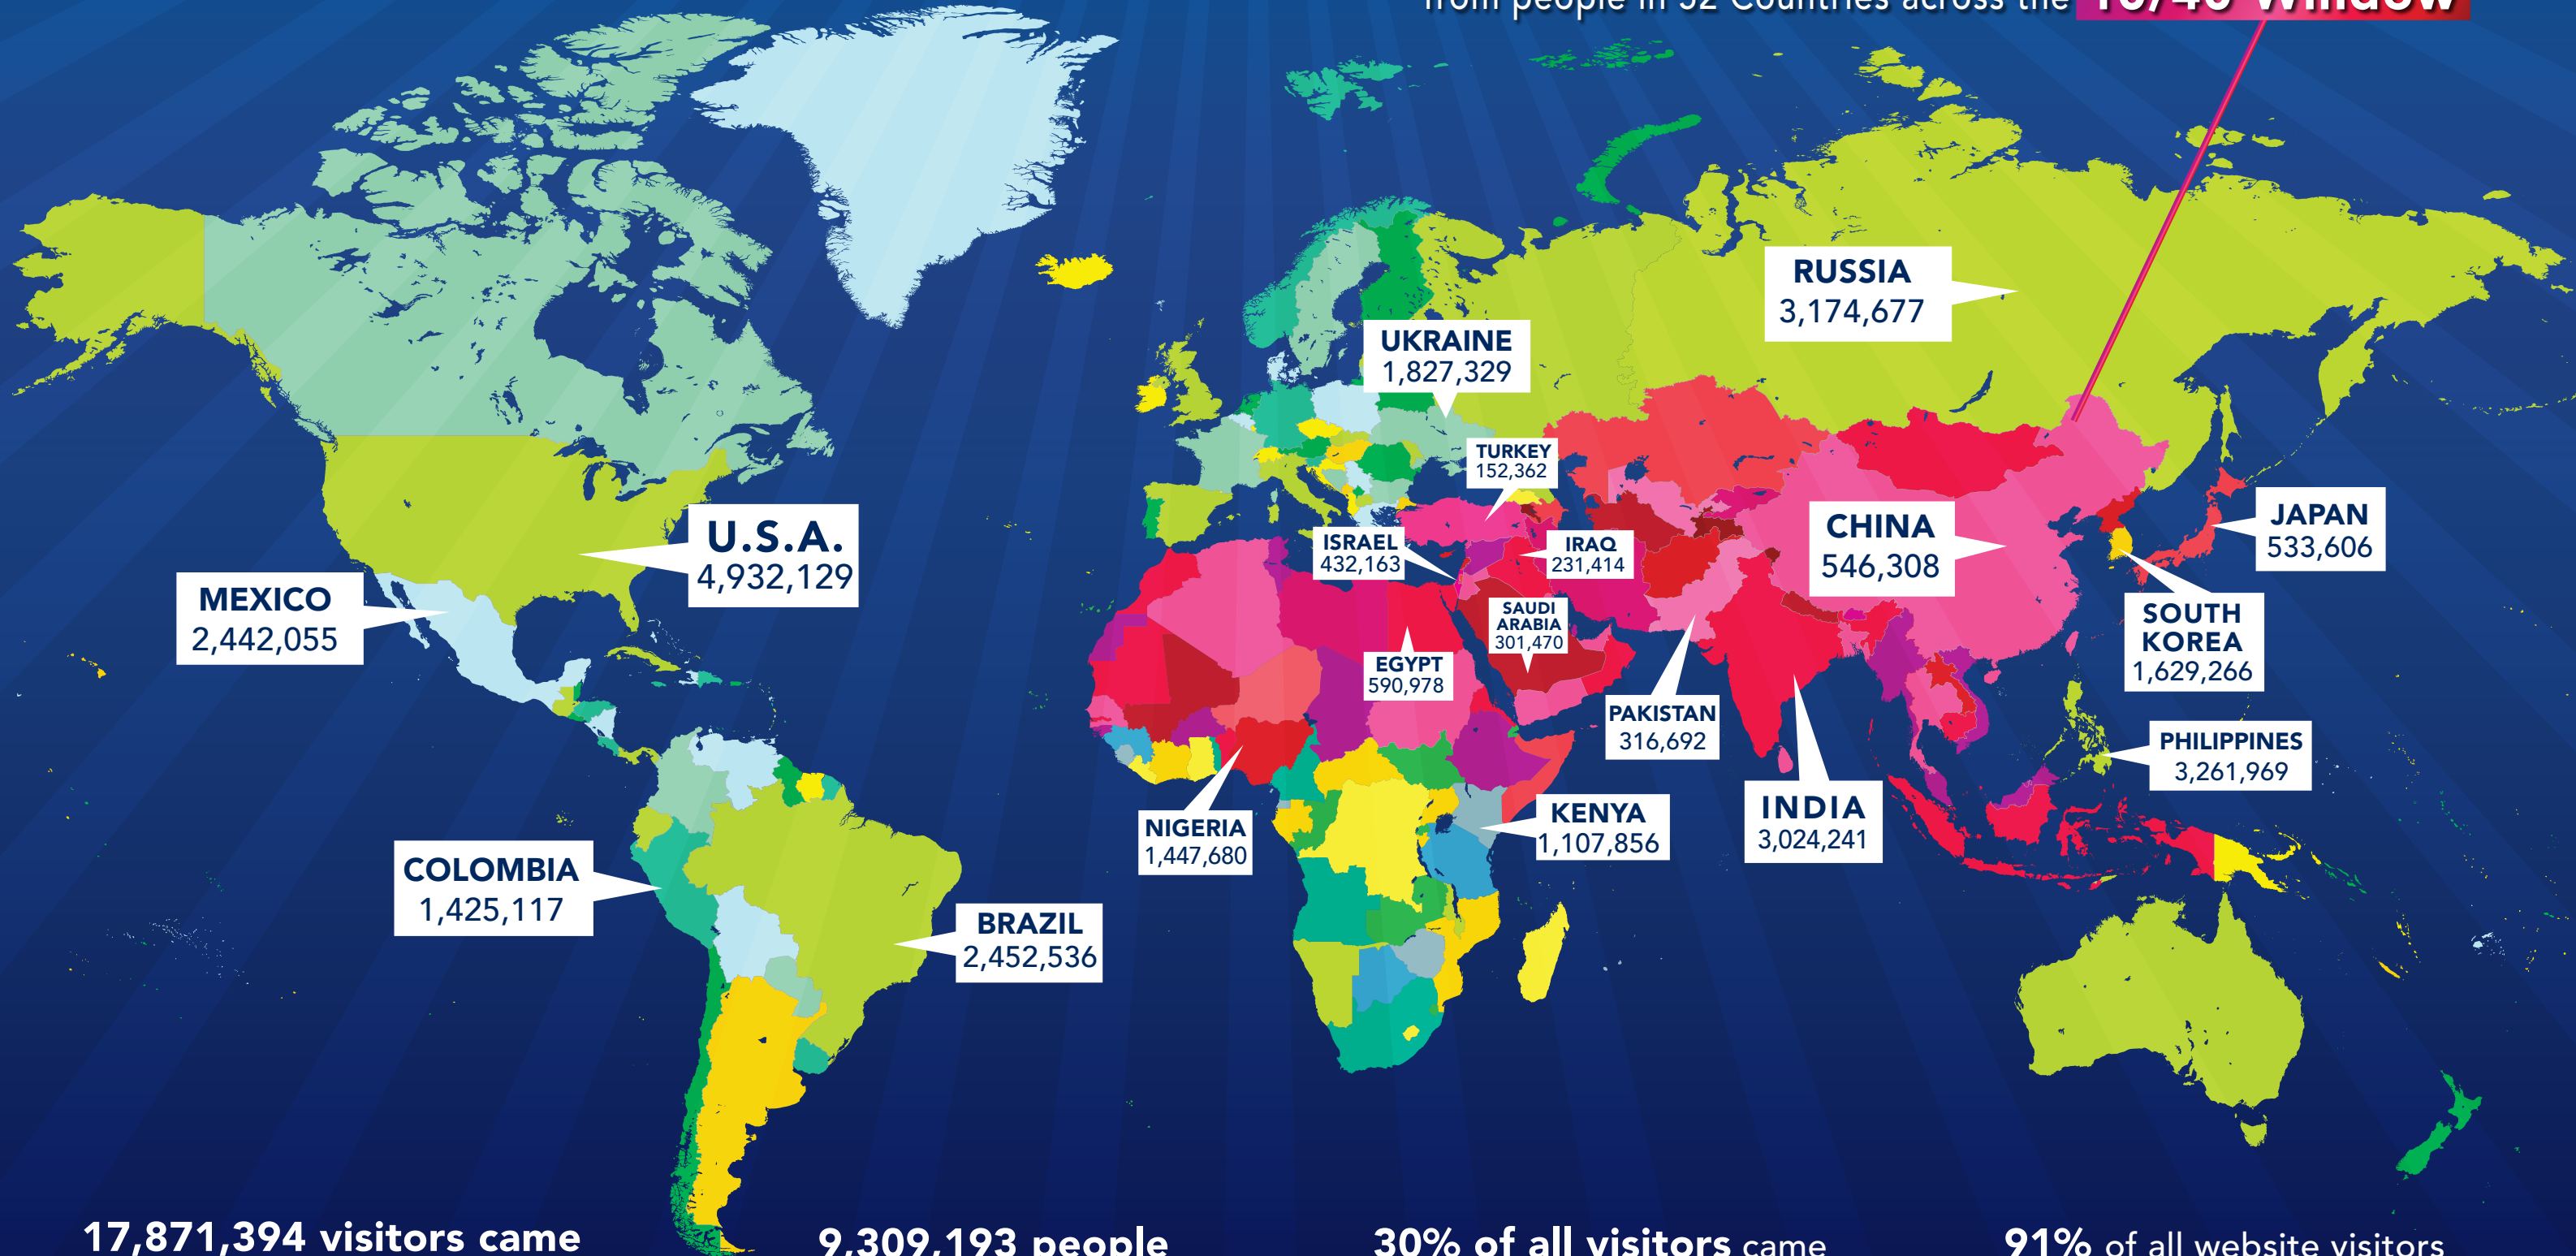 from people in 52 Countries across the 10/40 Window
RUSSIA
3,174,677
UKRAINE
1,827,329
TURKEY
152,362
U.S.A.
4,932,129
CHINA
546,308
JAPAN
533,606
ISRAEL
432,163
IRAQ
231,414
MEXICO
2,442,055
SAUDI
ARABIA
301,470
SOUTH
KOREA
1,629,266
EGYPT
590,978
PAKISTAN
316,692
PHILIPPINES
3,261,969
NIGERIA
1,447,680
KENYA
1,107,856
INDIA
3,024,241
COLOMBIA
1,425,117
BRAZIL
2,452,536
17,871,394 visitors came
9,309,193 people
30% of all visitors came
91% of all website visitors